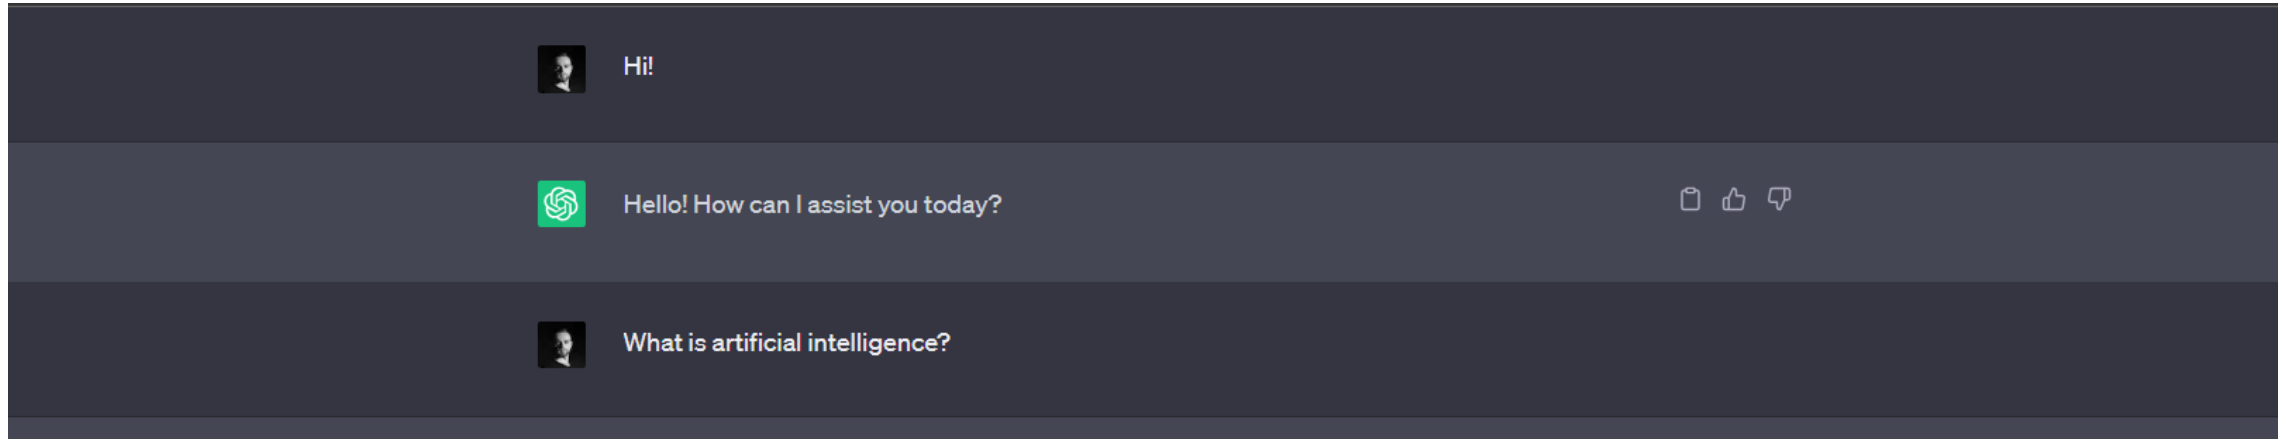 Hi!
Hello! How can I assist you today?
What is artificial intelligence?